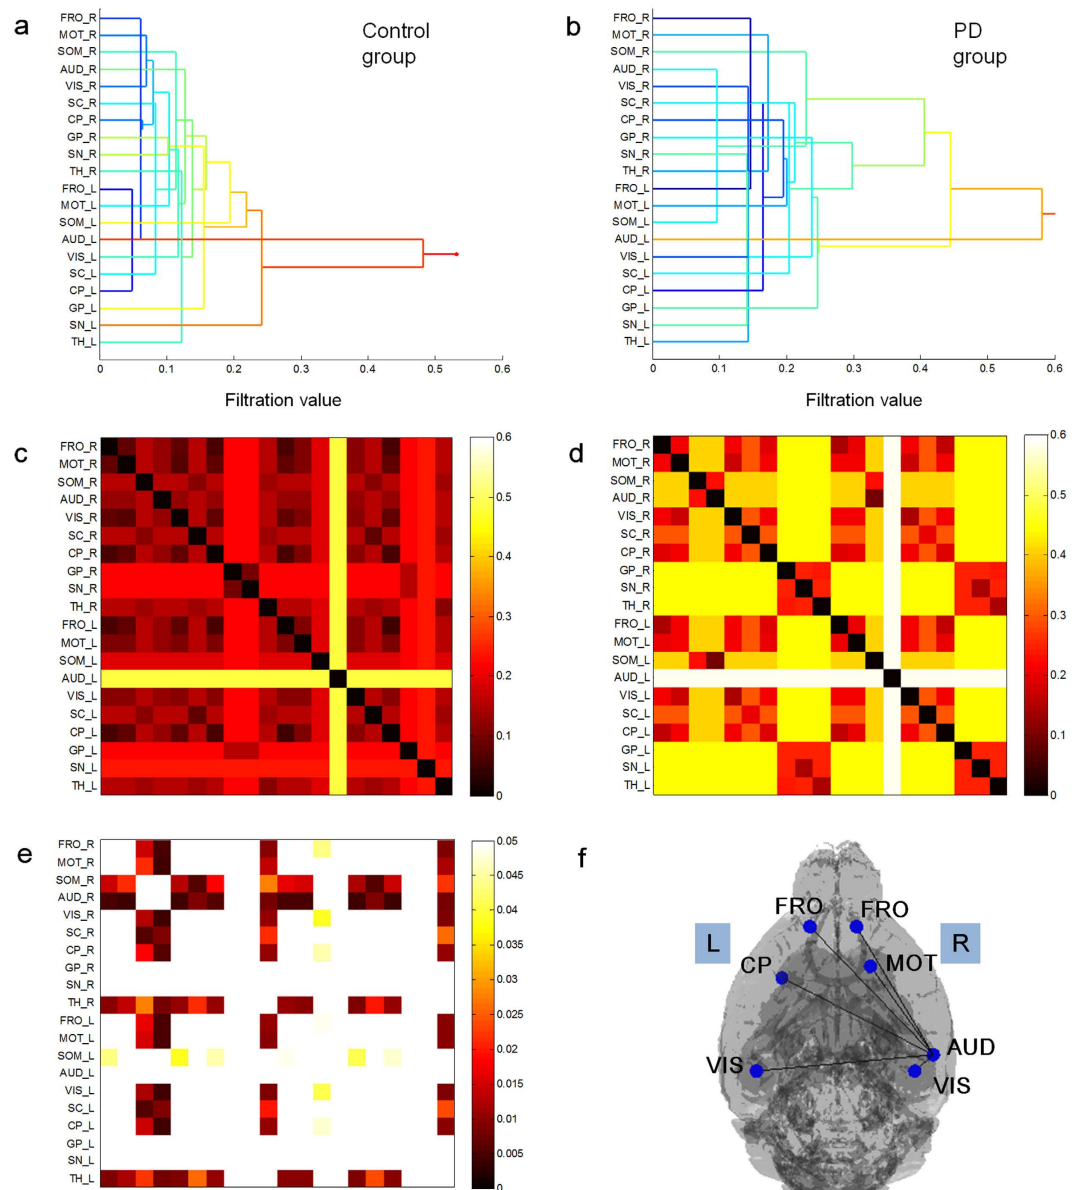 a
Control
group
FRO_R
MOT_R
SOM_R
AUD_R
VIS_R
SC_R
CP_R
GP_R
SN_R
TH_R
FRO_L
MOT_L
SOM_L
AUD_L
VIS_L
SC_L
CP_L
GP_L
SN_L
TH_L
0 0.1 0.2 0.3 0.4 0.5 0.6
Filtration value
b
PD
group
FRO_R
MOT_R
SOM_R
AUD_R
VIS_R
SC_R
CP_R
GP_R
SN_R
TH_R
FRO_L
MOT_L
SOM_L
AUD_L
VIS_L
SC_L
CP_L
GP_L
SN_L
TH_L
0 0.1 0.2 0.3 0.4 0.5 0.6
Filtration value
c
FRO_R
MOT_R
SOM_R
AUD_R
VIS_R
SC_R
CP_R
GP_R
SN_R
TH_R
FRO_L
MOT_L
SOM_L
AUD_L
VIS_L
SC_L
CP_L
GP_L
SN_L
TH_L
0.6
0.5
0.4
0.3
0.2
0.1
0
d
FRO_R
MOT_R
SOM_R
AUD_R
VIS_R
SC_R
CP_R
GP_R
SN_R
TH_R
FRO_L
MOT_L
SOM_L
AUD_L
VIS_L
SC_L
CP_L
GP_L
SN_L
TH_L
0.6
0.5
0.4
0.3
0.2
0.1
0
e
FRO_R
MOT_R
SOM_R
AUD_R
VIS_R
SC_R
CP_R
GP_R
SN_R
TH_R
FRO_L
MOT_L
SOM_L
AUD_L
VIS_L
SC_L
CP_L
GP_L
SN_L
TH_L
0.05
0.045
0.04
0.035
0.03
0.025
0.02
0.015
0.01
0.005
0
f
FRO FRO
L R
CP MOT
AUD
VIS VIS